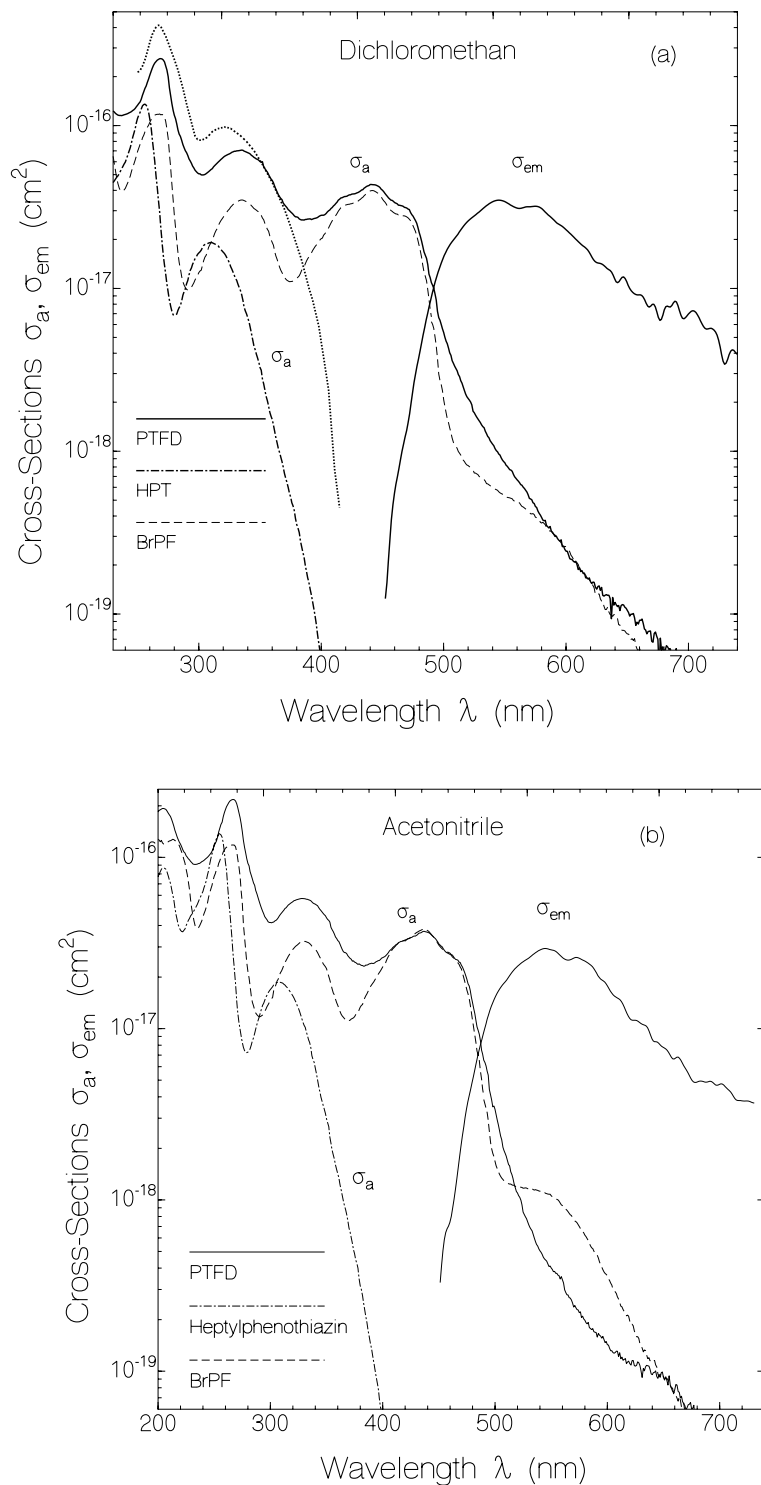 Dichloromethan
(a)
10⁻¹⁶
σₐ
σₑₘ
10⁻¹⁷
σₐ
Cross-Sections σₐ, σₑₘ (cm²)
PTFD
10⁻¹⁸
HPT
BrPF
10⁻¹⁹
300 400 500 600 700
Wavelength λ (nm)
Acetonitrile
(b)
10⁻¹⁶
σₐ
σₑₘ
10⁻¹⁷
Cross-Sections σₐ, σₑₘ (cm²)
σₐ
10⁻¹⁸
PTFD
Heptylphenothiazin
BrPF
10⁻¹⁹
200 300 400 500 600 700
Wavelength λ (nm)